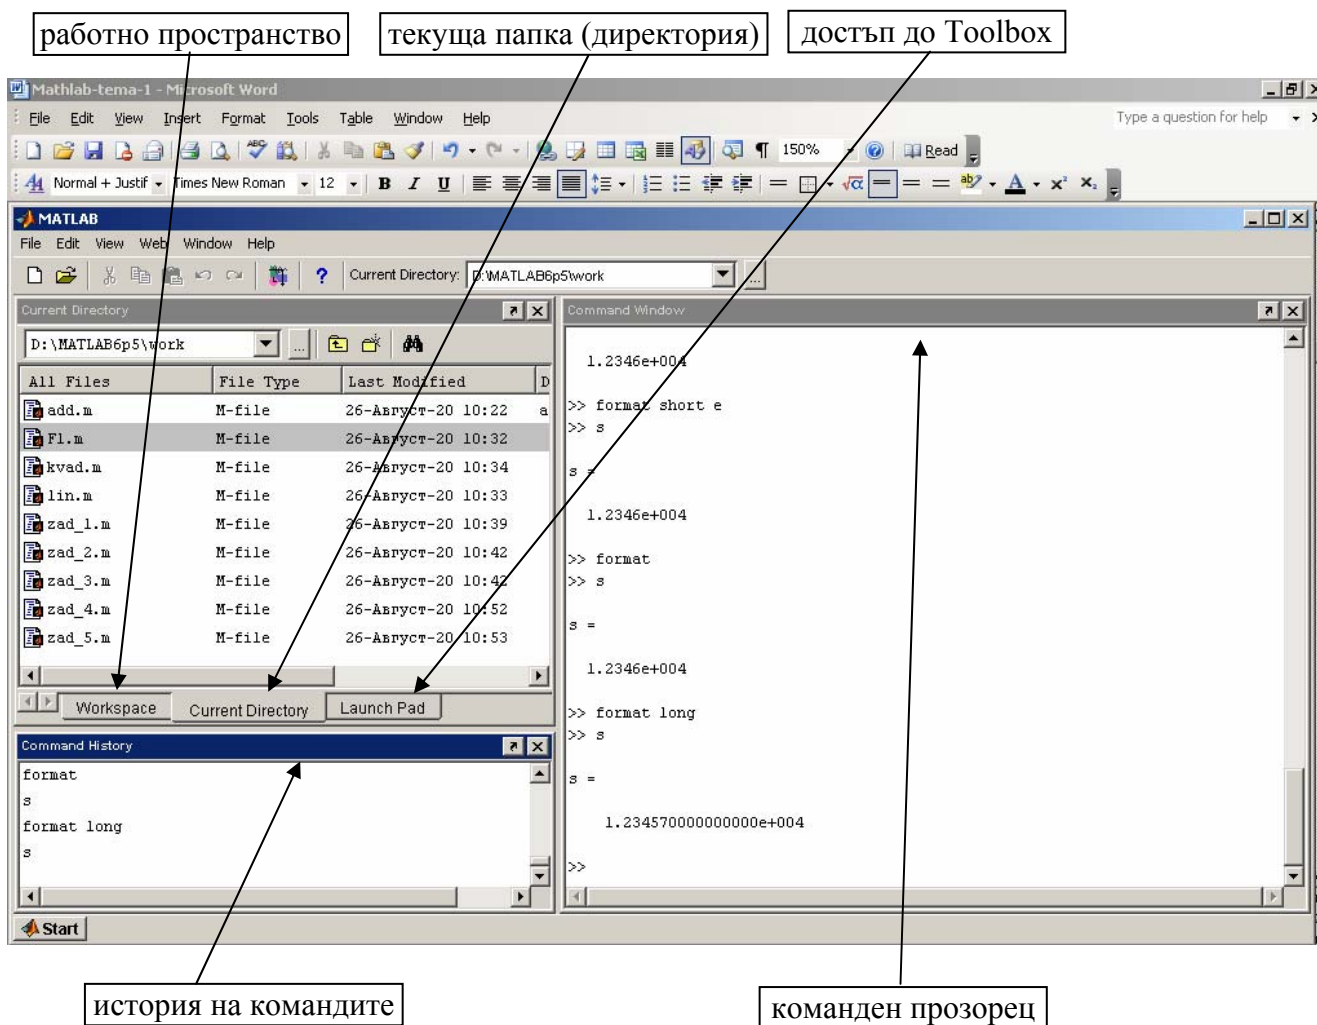 работно пространство
текуща папка (директория)
достъп до Toolbox
Mathlab-tema-1 - Microsoft Word
File Edit View Insert Format Tools Table Window Help
Type a question for help
150%
Read
Normal + Justif
Times New Roman
12
B I U
MATLAB
File Edit View Web Window Help
Current Directory: D:\MATLAB6p5\work
Current Directory
D:\MATLAB6p5\work
All Files File Type Last Modified D
add.m M-file 26-Август-20 10:22 a
F1.m M-file 26-Август-20 10:32
kvad.m M-file 26-Август-20 10:34
lin.m M-file 26-Август-20 10:33
zad_1.m M-file 26-Август-20 10:39
zad_2.m M-file 26-Август-20 10:42
zad_3.m M-file 26-Август-20 10:42
zad_4.m M-file 26-Август-20 10:52
zad_5.m M-file 26-Август-20 10:53
Workspace Current Directory Launch Pad
Command History
format
s
format long
s
Command Window
1.2346e+004
>> format short e
>> s
s =
1.2346e+004
>> format
>> s
s =
1.2346e+004
>> format long
>> s
s =
1.234570000000000e+004
>>
Start
история на командите
команден прозорец